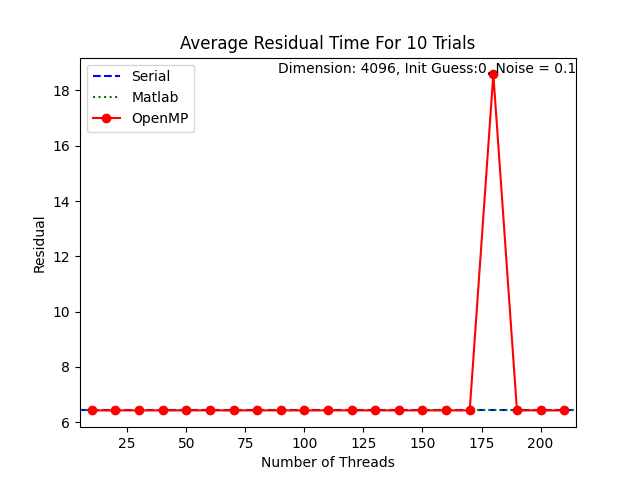 Average Residual Time For 10 Trials
Dimension: 4096, Init Guess:0, Noise = 0.1
Serial
Matlab
OpenMP
18
16
14
12
10
8
6
Residual
25 50 75 100 125 150 175 200
Number of Threads